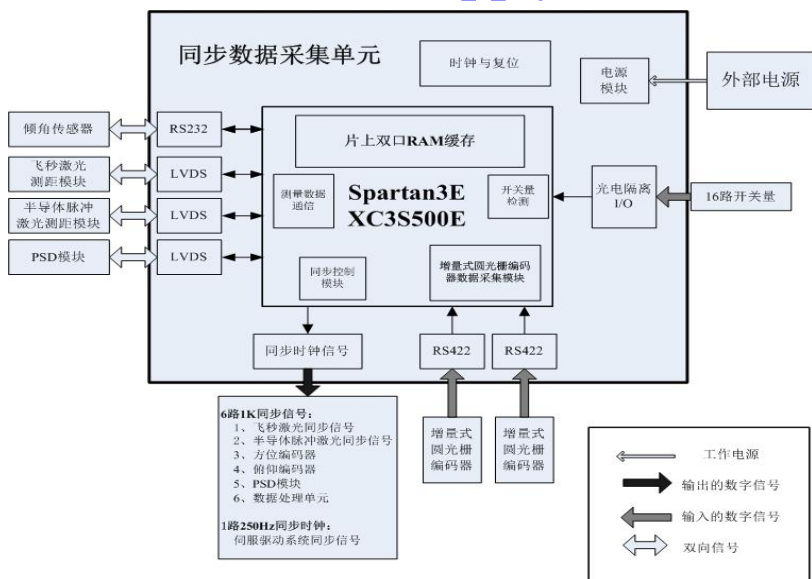 同步数据采集单元
时钟与复位
电源
模块
外部电源
倾角传感器
RS232
片上双口RAM缓存
飞秒激光
测距模块
LVDS
测量数据
通信
Spartan3E
XC3S500E
开关量
检测
光电隔离
I/O
16路开关量
半导体脉冲
激光测距模块
LVDS
PSD模块
LVDS
同步控制
模块
增量式圆光栅编码
器数据采集模块
同步时钟信号
RS422
RS422
6路1K同步信号:
1、飞秒激光同步信号
2、半导体脉冲激光同步信号
3、方位编码器
4、俯仰编码器
5、PSD模块
6、数据处理单元
1路250Hz同步时钟:
伺服驱动系统同步信号
增量式
圆光栅
编码器
增量式
圆光栅
编码器
工作电源
输出的数字信号
输入的数字信号
双向信号